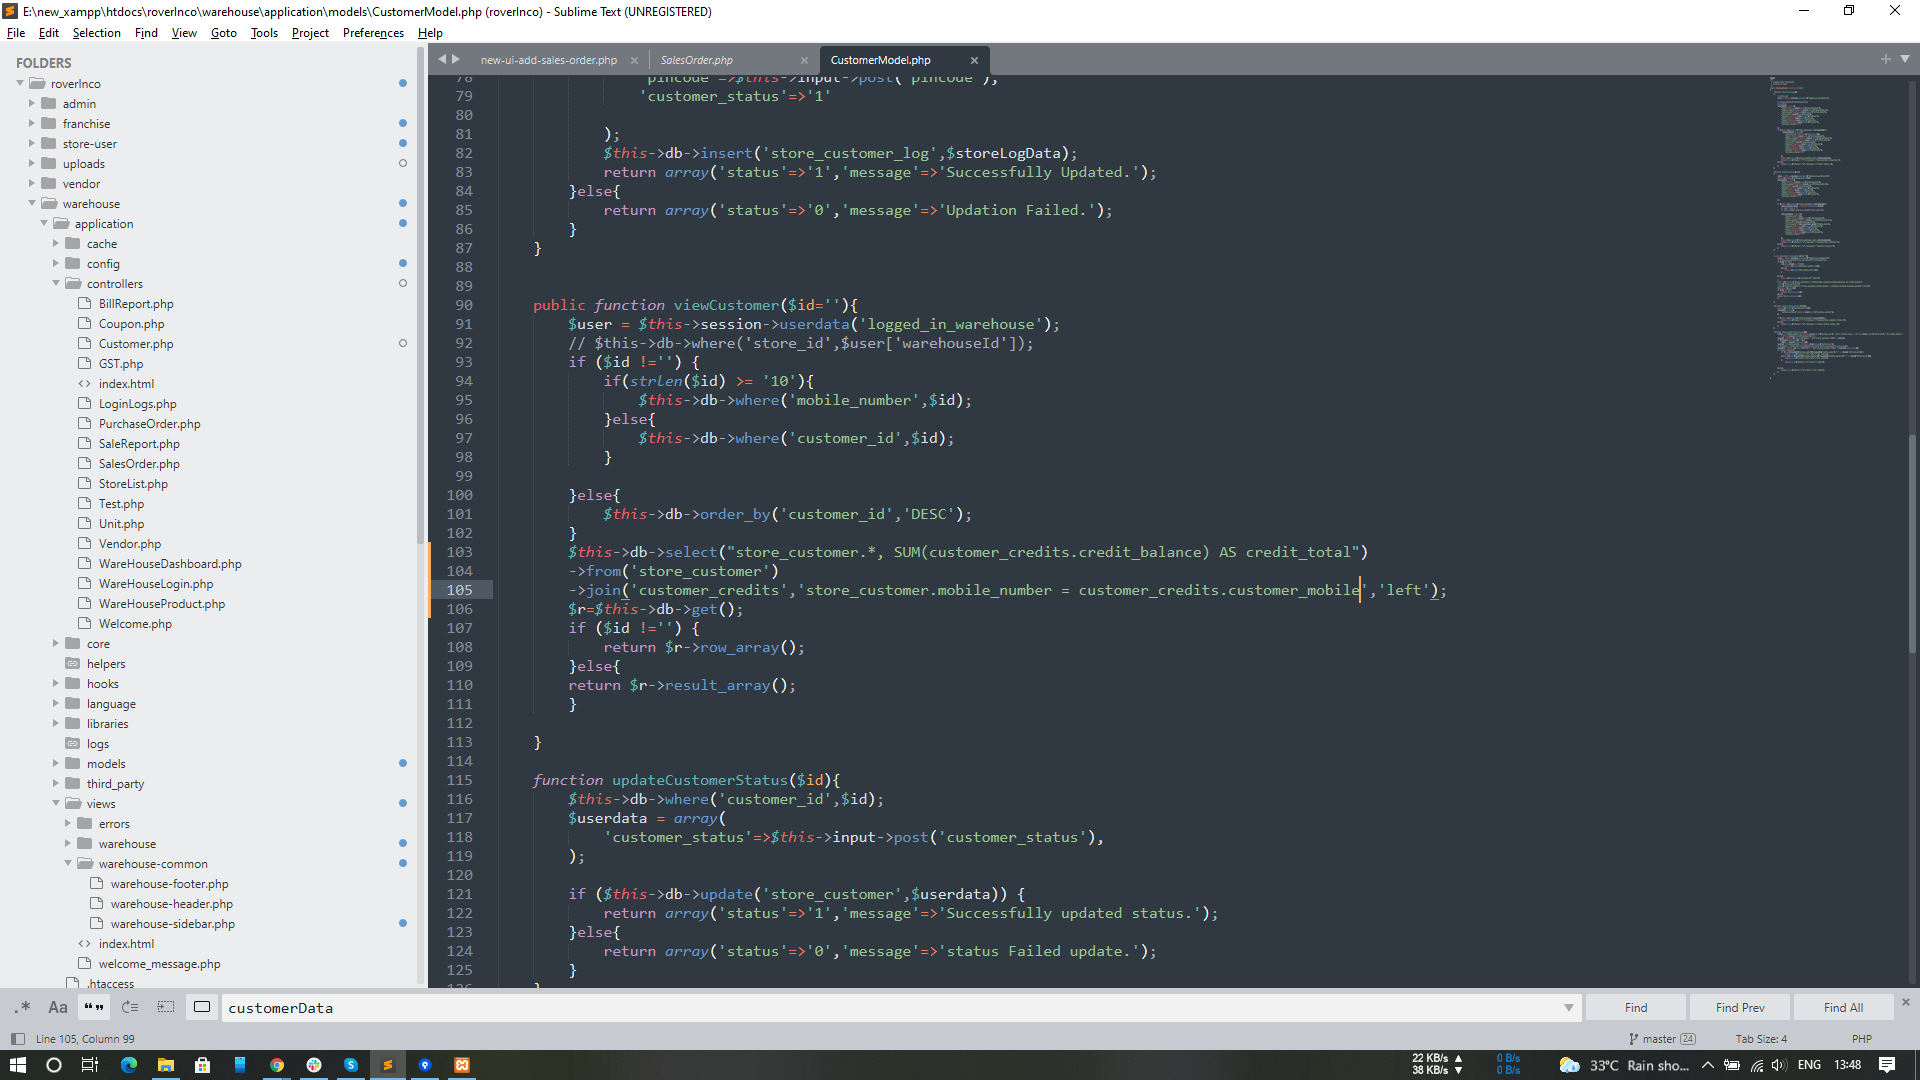 E:\new_xampp\htdocs\roverInco\warehouse\application\models\CustomerModel.php (roverInco) - Sublime Text (UNREGISTERED)
File Edit Selection Find View Goto Tools Project Preferences Help
FOLDERS
roverInco
admin
franchise
store-user
uploads
vendor
warehouse
application
cache
config
controllers
BillReport.php
Coupon.php
Customer.php
GST.php
index.html
LoginLogs.php
PurchaseOrder.php
SaleReport.php
SalesOrder.php
StoreList.php
Test.php
Unit.php
Vendor.php
WareHouseDashboard.php
WareHouseLogin.php
WareHouseProduct.php
Welcome.php
core
helpers
hooks
language
libraries
logs
models
third_party
views
errors
warehouse
warehouse-common
warehouse-footer.php
warehouse-header.php
warehouse-sidebar.php
index.html
welcome_message.php
.htaccess
new-ui-add-sales-order.php SalesOrder.php CustomerModel.php
78 'pincode'=>$this->input->post('pincode'),
79 'customer_status'=>'1'
80
81 );
82 $this->db->insert('store_customer_log',$storeLogData);
83 return array('status'=>'1','message'=>'Successfully Updated.');
84 }else{
85 return array('status'=>'0','message'=>'Updation Failed.');
86 }
87 }
88
89
90 public function viewCustomer($id=''){
91 $user = $this->session->userdata('logged_in_warehouse');
92 // $this->db->where('store_id',$user['warehouseId']);
93 if ($id !='') {
94 if(strlen($id) >= '10'){
95 $this->db->where('mobile_number',$id);
96 }else{
97 $this->db->where('customer_id',$id);
98 }
99
100 }else{
101 $this->db->order_by('customer_id','DESC');
102 }
103 $this->db->select("store_customer.*, SUM(customer_credits.credit_balance) AS credit_total")
104 ->from('store_customer')
105 ->join('customer_credits','store_customer.mobile_number = customer_credits.customer_mobile','left');
106 $r=$this->db->get();
107 if ($id !='') {
108 return $r->row_array();
109 }else{
110 return $r->result_array();
111 }
112
113 }
114
115 function updateCustomerStatus($id){
116 $this->db->where('customer_id',$id);
117 $userdata = array(
118 'customer_status'=>$this->input->post('customer_status'),
119 );
120
121 if ($this->db->update('store_customer',$userdata)) {
122 return array('status'=>'1','message'=>'Successfully updated status.');
123 }else{
124 return array('status'=>'0','message'=>'status Failed update.');
125 }
126 }
.* Aa “” customerData Find Find Prev Find All
Line 105, Column 99 master 24 Tab Size: 4 PHP
22 KB/s 0 B/s
38 KB/s 0 B/s
33°C Rain sho... ENG 13:48